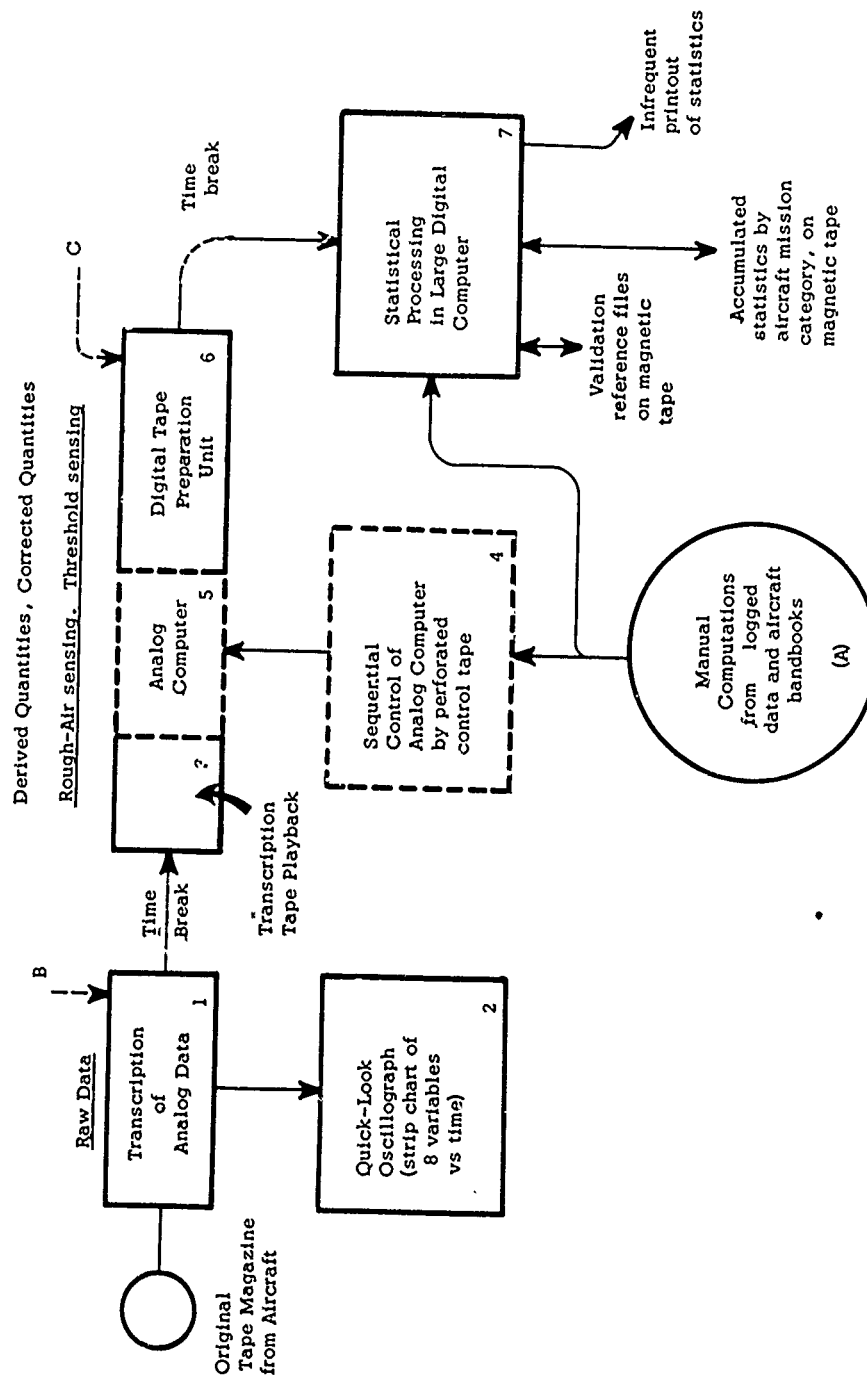 Derived Quantities, Corrected Quantities
Rough-Air sensing. Threshold sensing
C
B
Raw Data
Original
Tape Magazine
from Aircraft
Transcription
of
Analog Data
1
Time
Break
?
Transcription
Tape Playback
Analog
Computer
5
Digital Tape
Preparation
Unit
6
Time
break
Quick-Look
Oscillograph
(strip chart of
8 variables
vs time)
2
Sequential
Control of
Analog Computer
by perforated
control tape
4
Statistical
Processing
in Large Digital
Computer
7
Validation
reference files
on magnetic
tape
Accumulated
statistics by
aircraft mission
category, on
magnetic tape
Infrequent
printout
of statistics
Manual
Computations
from logged
data and aircraft
handbooks
(A)